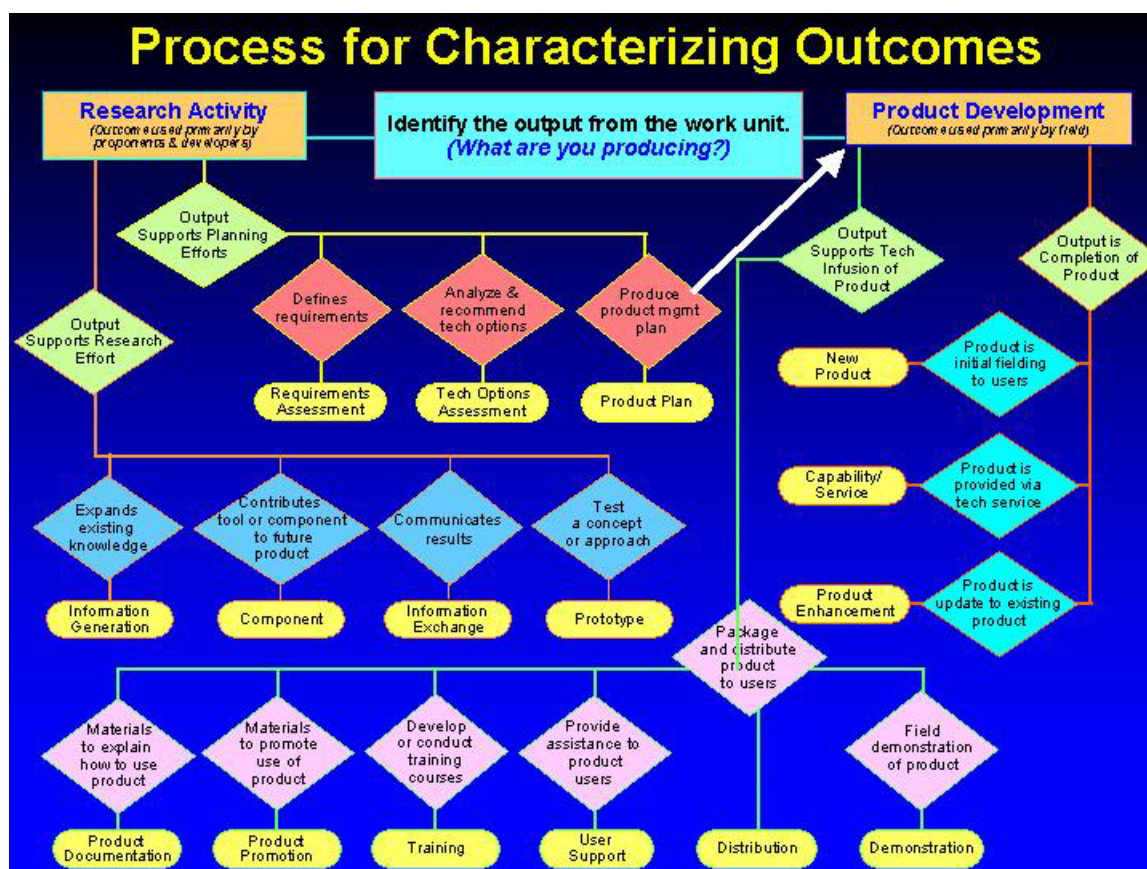 Process for Characterizing Outcomes
Research Activity
(Outcome used primarily by
proponents & developers)
Identify the output from the work unit.
(What are you producing?)
Product Development
(Outcome used primarily by field)
Output
Supports Planning
Efforts
Output
Supports Tech
Infusion of
Product
Output is
Completion of
Product
Defines
requirements
Analyze &
recommend
tech options
Produce
product mgmt
plan
Output
Supports Research
Effort
Requirements
Assessment
Tech Options
Assessment
Product Plan
New
Product
Product is
initial fielding
to users
Capability/
Service
Product is
provided via
tech service
Product
Enhancement
Product is
update to existing
product
Expands
existing
knowledge
Contributes
tool or component
to future
product
Communicates
results
Test
a concept
or approach
Information
Generation
Component
Information
Exchange
Prototype
Package
and distribute
product
to users
Materials
to explain
how to use
product
Materials
to promote
use of
product
Develop
or conduct
training
courses
Provide
assistance to
product
users
Field
demonstration
of product
Product
Documentation
Product
Promotion
Training
User
Support
Distribution
Demonstration